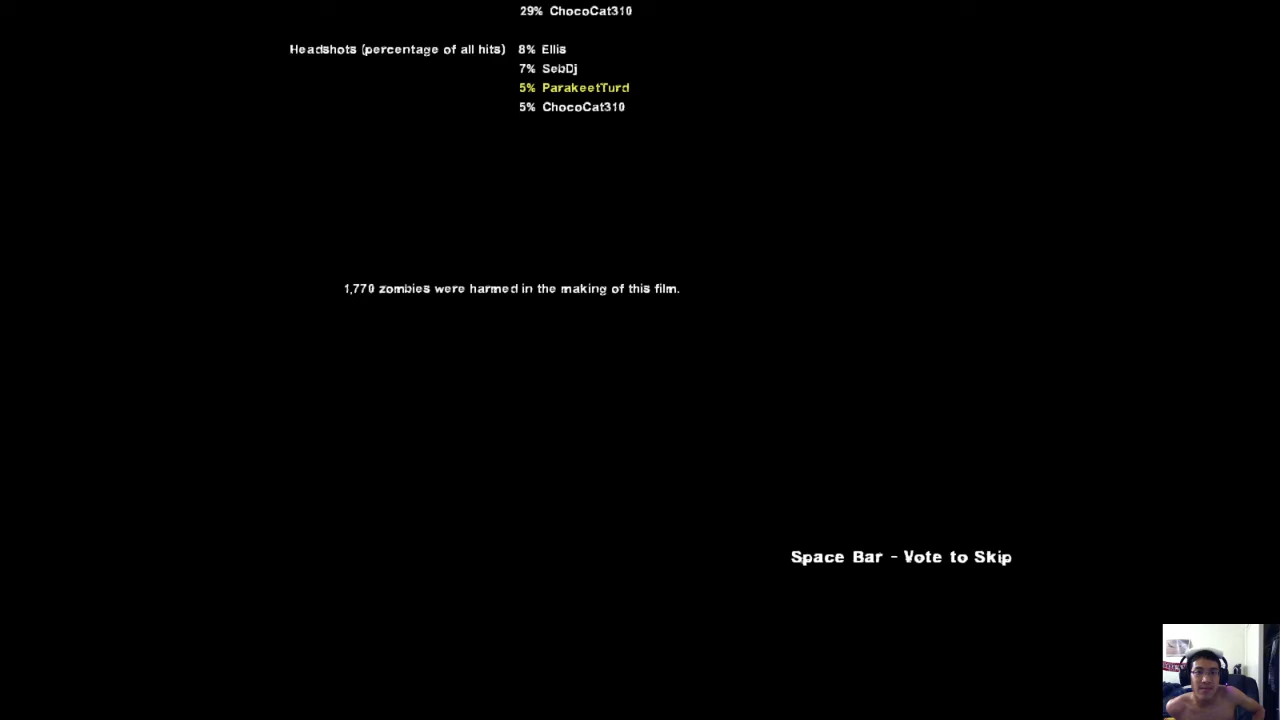 29% ChocoCat310
Headshots (percentage of all hits) 8% Ellis
7% SebDj
5% ParakeetTurd
5% ChocoCat310
1,770 zombies were harmed in the making of this film.
Space Bar - Vote to Skip